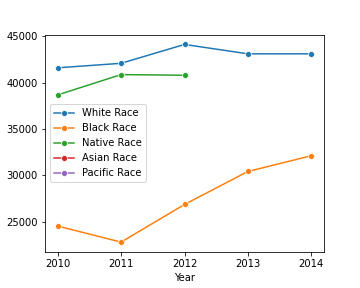 45000
40000
35000
30000
25000
White Race
Black Race
Native Race
Asian Race
Pacific Race
2010 2011 2012 2013 2014
Year